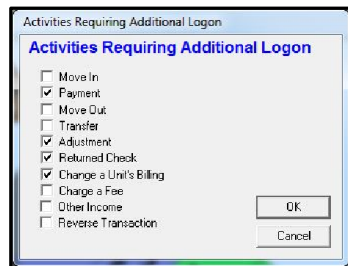 Activities Requiring Additional Logon
Activities Requiring Additional Logon
Move In
Payment
Move Out
Transfer
Adjustment
Returned Check
Change a Unit's Billing
Charge a Fee
Other Income
Reverse Transaction
OK
Cancel